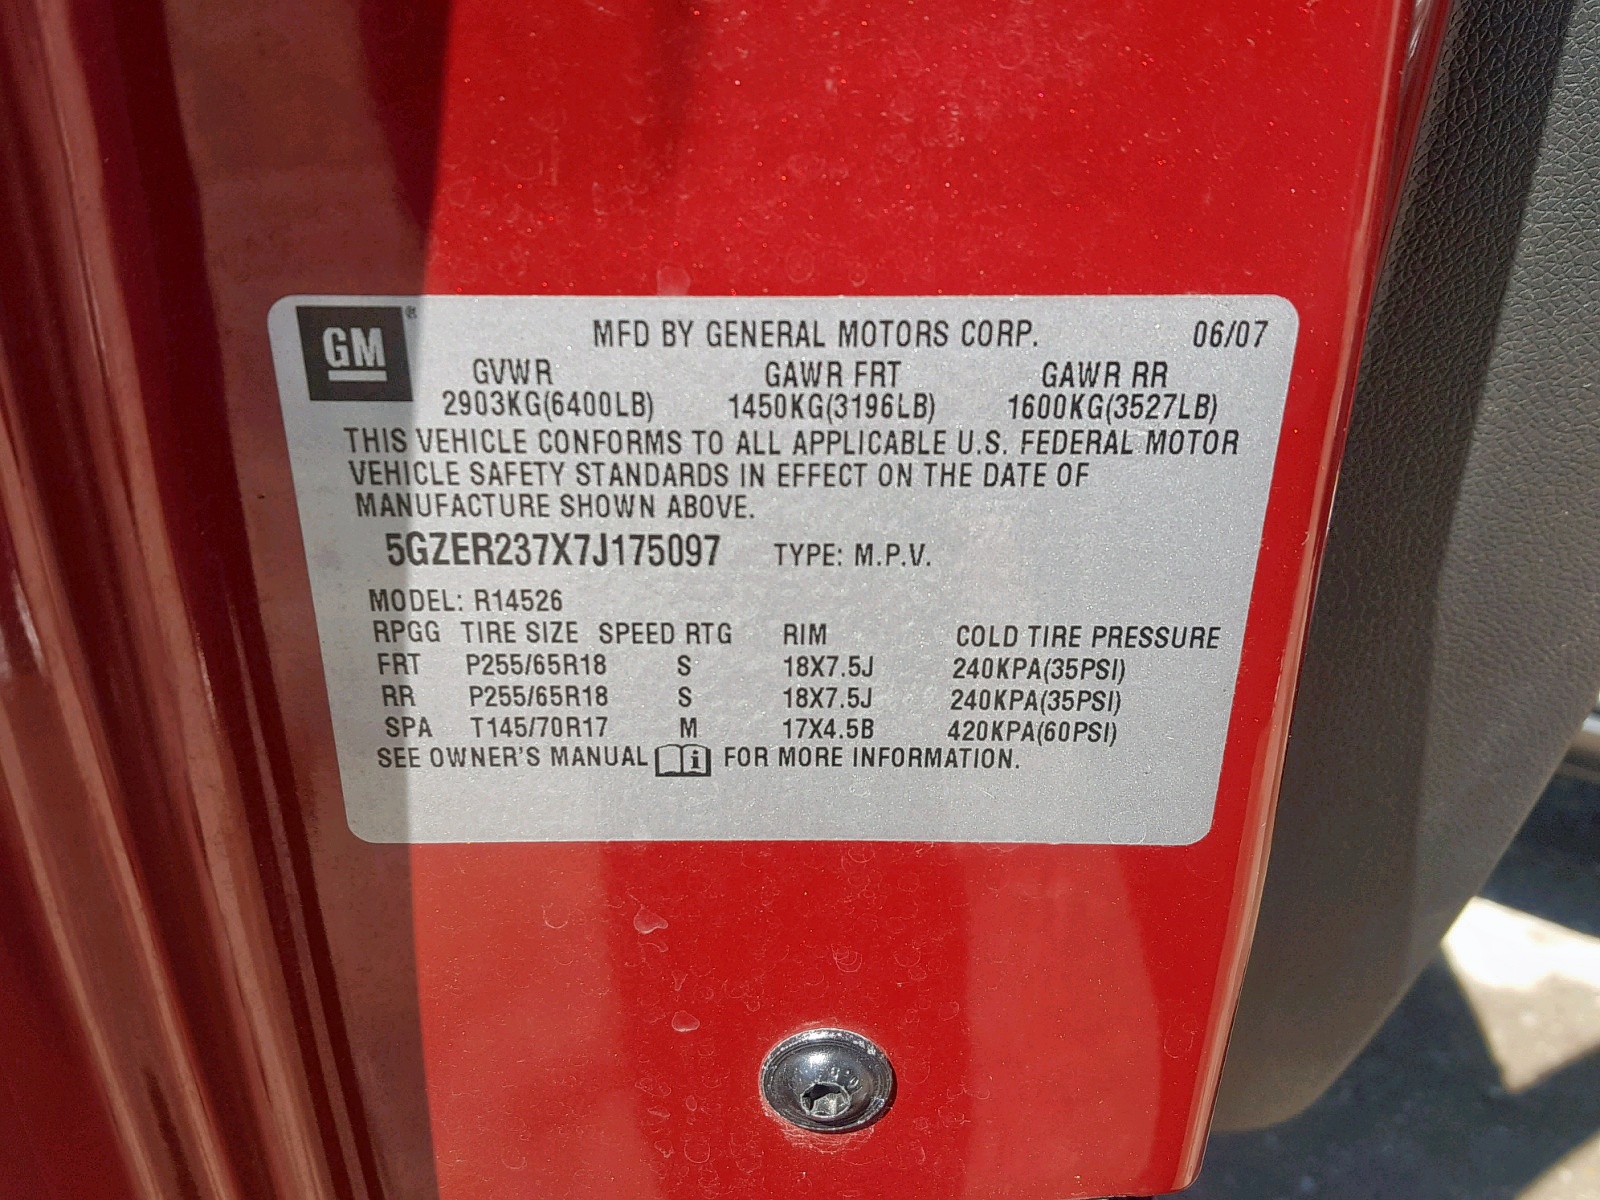 GM ® MFD BY GENERAL MOTORS CORP. 06/07
GVWR GAWR FRT GAWR RR
2903KG(6400LB) 1450KG(3196LB) 1600KG(3527LB)
THIS VEHICLE CONFORMS TO ALL APPLICABLE U.S. FEDERAL MOTOR
VEHICLE SAFETY STANDARDS IN EFFECT ON THE DATE OF
MANUFACTURE SHOWN ABOVE.
5GZER237X7J175097 TYPE: M.P.V.
MODEL: R14526
RPGG TIRE SIZE SPEED RTG RIM COLD TIRE PRESSURE
FRT P255/65R18 S 18X7.5J 240KPA(35PSI)
RR P255/65R18 S 18X7.5J 240KPA(35PSI)
SPA T145/70R17 M 17X4.5B 420KPA(60PSI)
SEE OWNER'S MANUAL i FOR MORE INFORMATION.